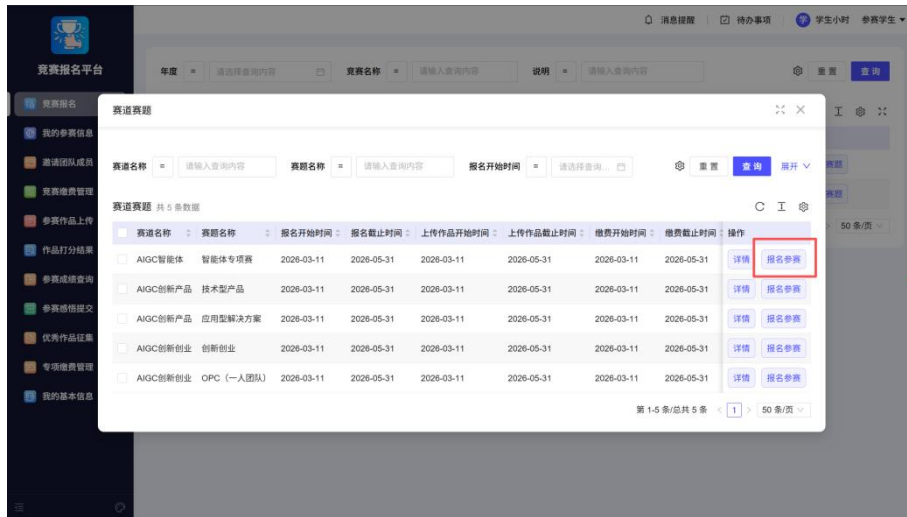 消息提醒 待办事项 学 学生小时 参赛学生
竞赛报名平台
年度 = 请选择查询内容 竞赛名称 = 请输入查询内容 说明 = 请输入查询内容 重置 查询
竞赛报名
我的参赛信息
邀请团队成员
竞赛缴费管理
参赛作品上传
作品打分结果
参赛成绩查询
参赛感悟提交
优秀作品征集
专项缴费管理
我的基本信息
赛道赛题
赛道名称 = 请输入查询内容 赛题名称 = 请输入查询内容 报名开始时间 = 请选择查询... 重置 查询 展开
赛道赛题 共 5 条数据
赛道名称 赛题名称 报名开始时间 报名截止时间 上传作品开始时间 上传作品截止时间 缴费开始时间 缴费截止时间 操作
AIGC智能体 智能体专项赛 2026-03-11 2026-05-31 2026-03-11 2026-05-31 2026-03-11 2026-05-31 详情 报名参赛
AIGC创新产品 技术型产品 2026-03-11 2026-05-31 2026-03-11 2026-05-31 2026-03-11 2026-05-31 详情 报名参赛
AIGC创新产品 应用型解决方案 2026-03-11 2026-05-31 2026-03-11 2026-05-31 2026-03-11 2026-05-31 详情 报名参赛
AIGC创新创业 创新创业 2026-03-11 2026-05-31 2026-03-11 2026-05-31 2026-03-11 2026-05-31 详情 报名参赛
AIGC创新创业 OPC（一人团队） 2026-03-11 2026-05-31 2026-03-11 2026-05-31 2026-03-11 2026-05-31 详情 报名参赛
第 1-5 条/总共 5 条 < 1 > 50 条/页
赛题
赛题
50 条/页